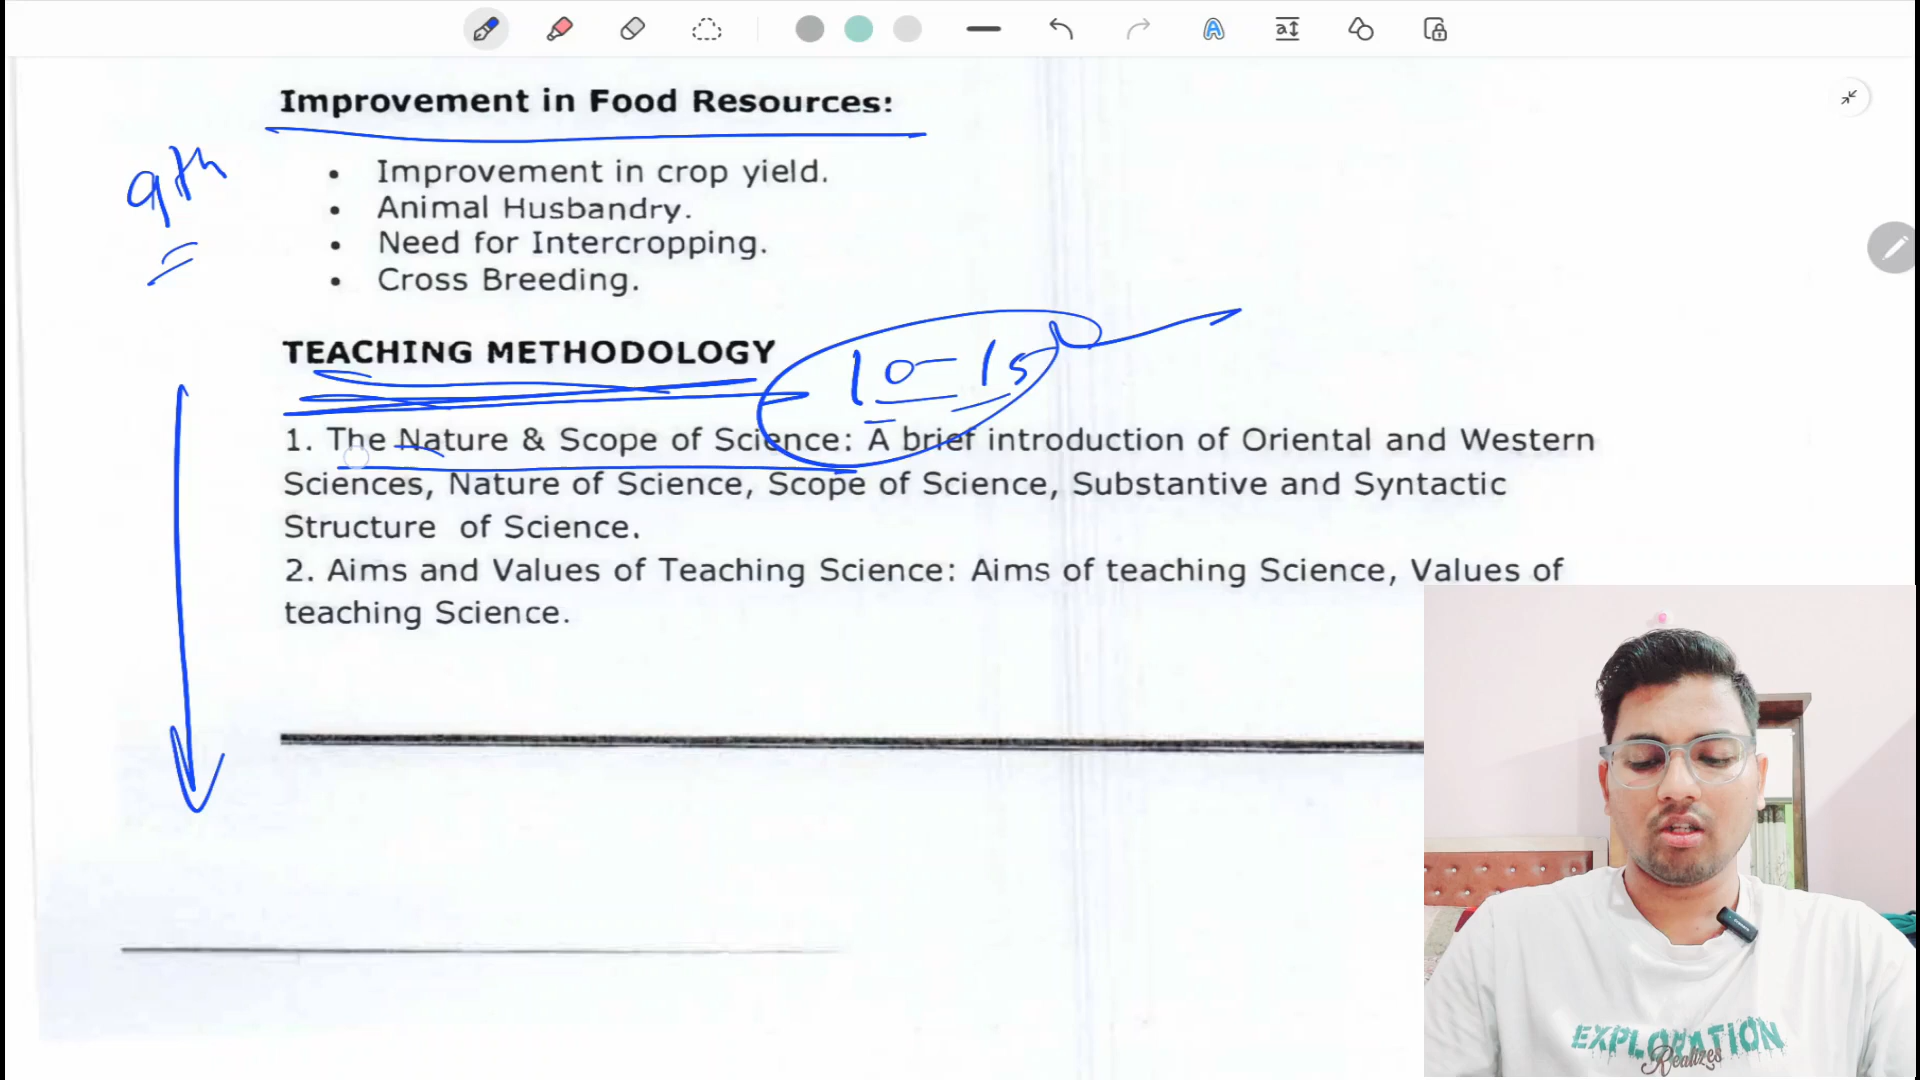 Improvement in Food Resources:
9th
• Improvement in crop yield.
• Animal Husbandry.
• Need for Intercropping.
• Cross Breeding.
TEACHING METHODOLOGY
10-15
1. The Nature & Scope of Science: A brief introduction of Oriental and Western
Sciences, Nature of Science, Scope of Science, Substantive and Syntactic
Structure of Science.
2. Aims and Values of Teaching Science: Aims of teaching Science, Values of
teaching Science.
EXPLORATION
Realizes